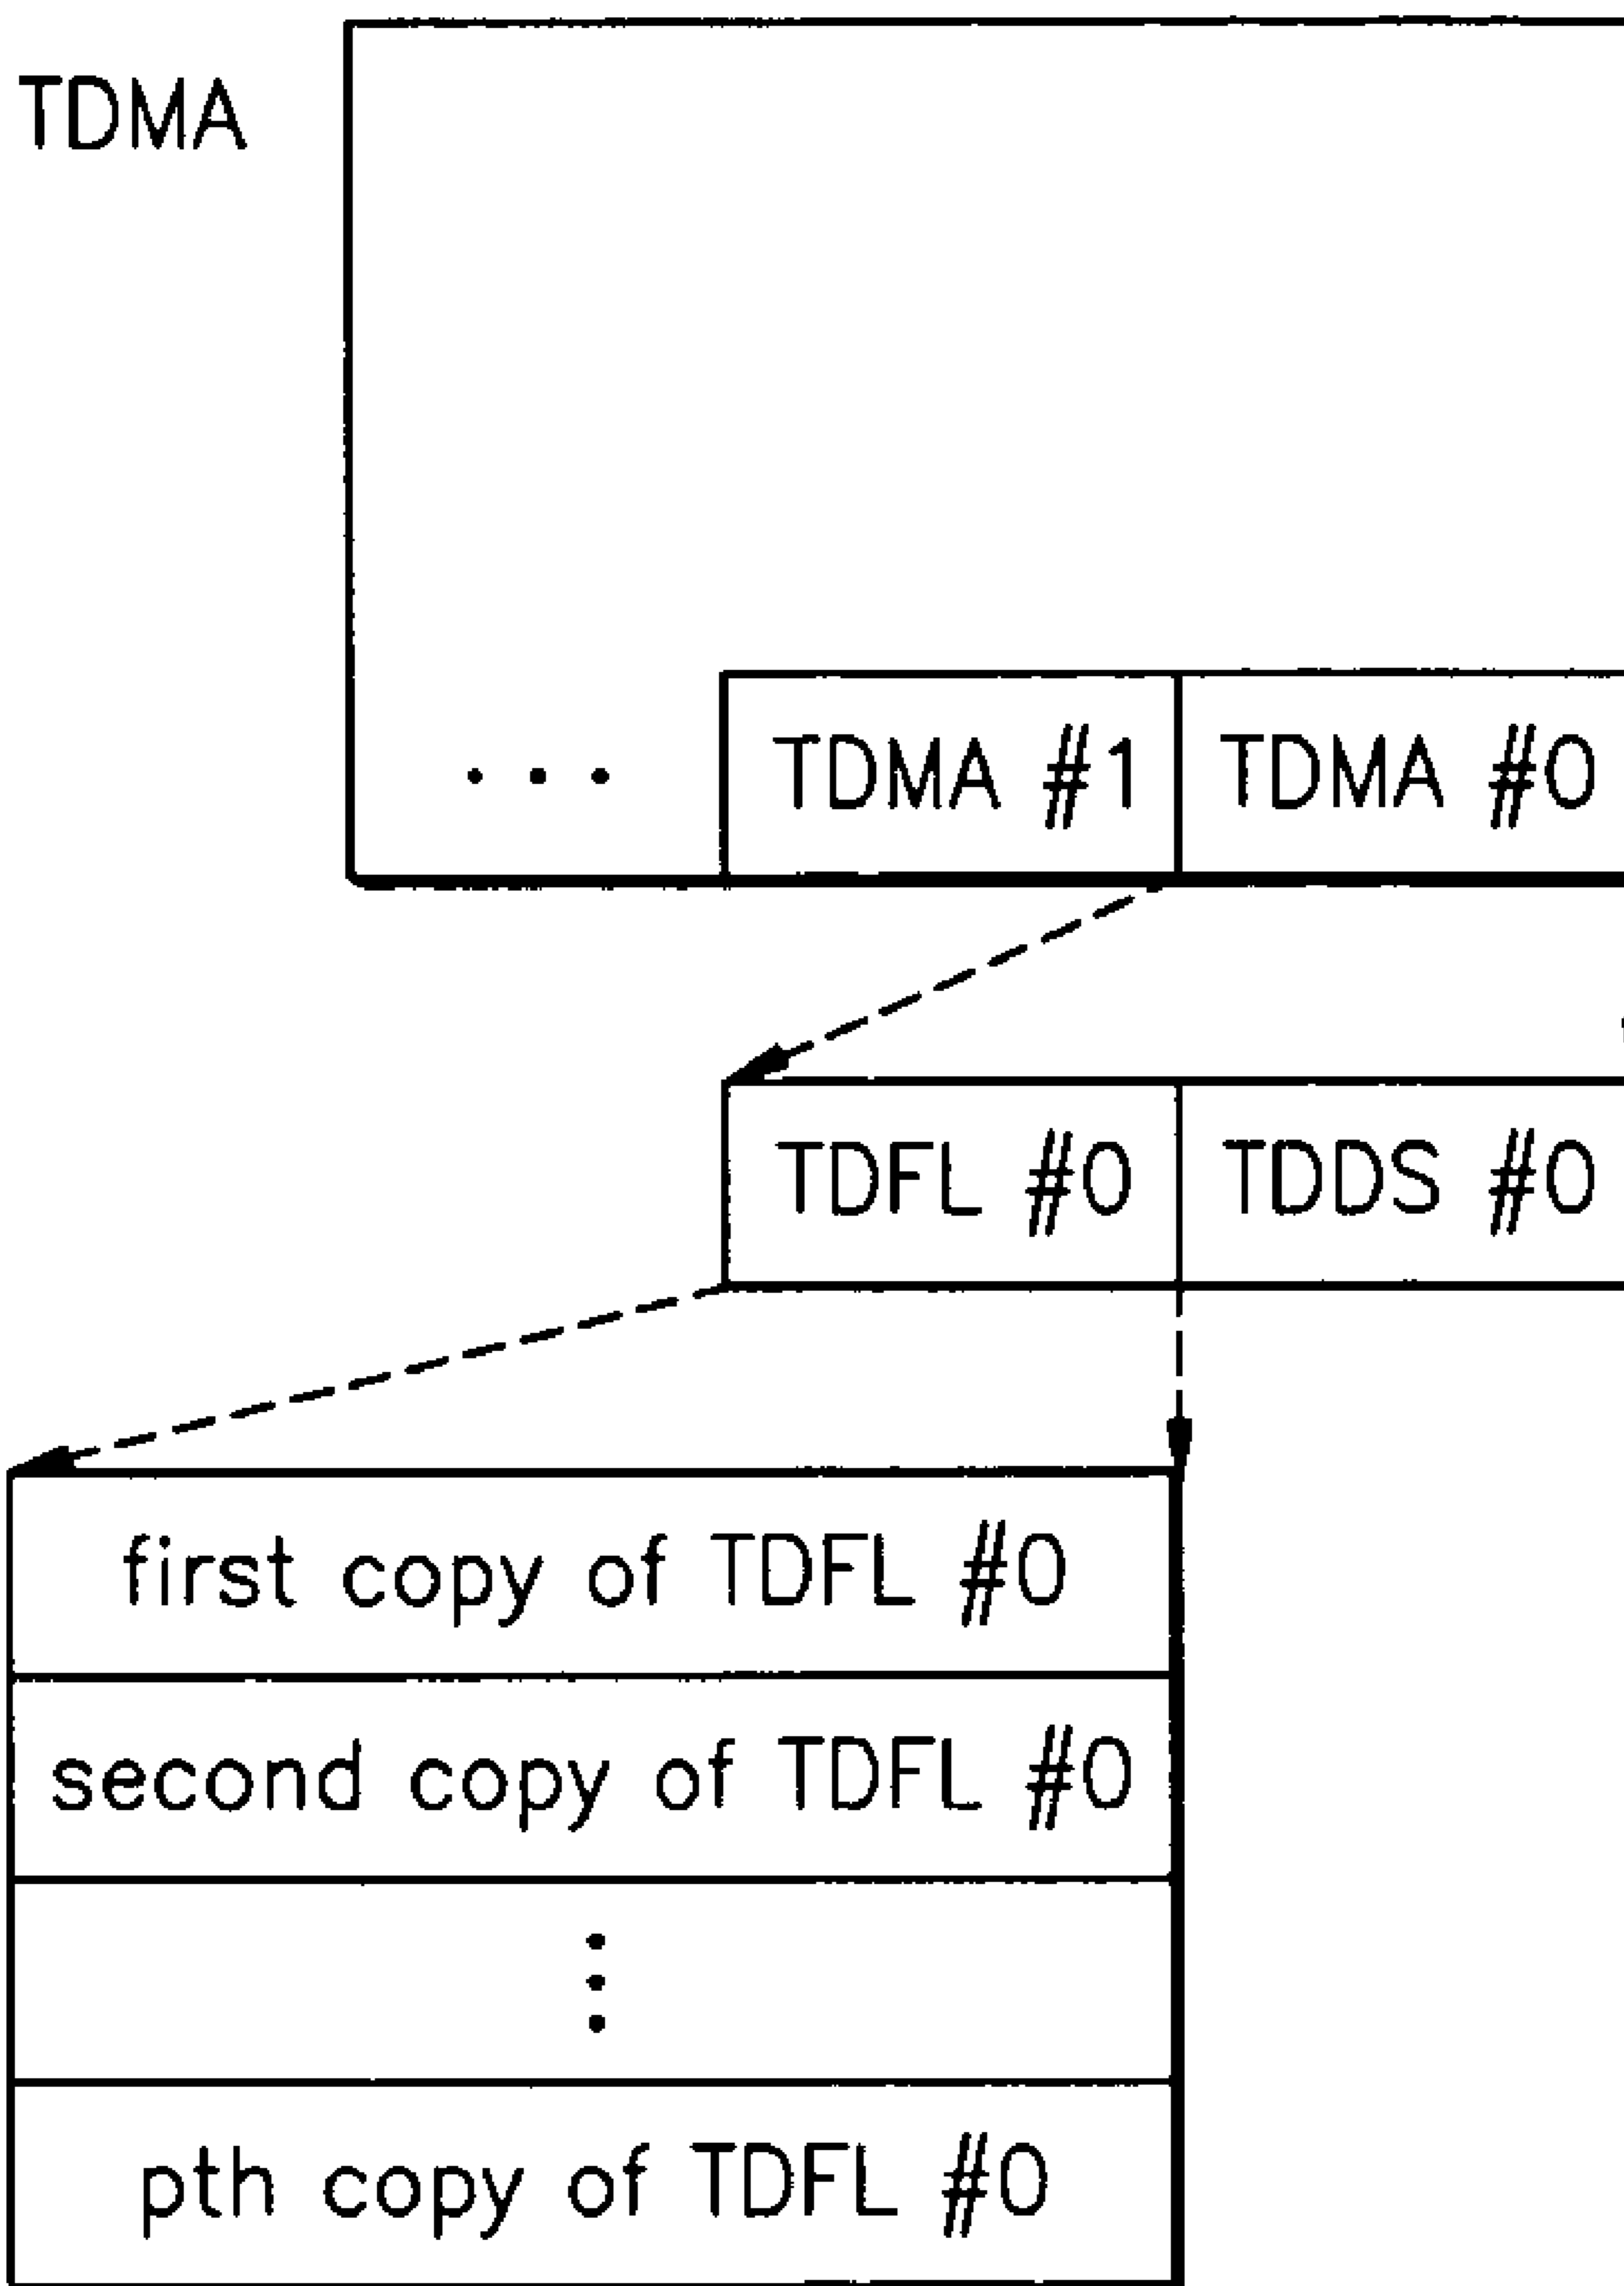 TDMA
... TDMA #1 TDMA #0
TDFL #0 TDDS #0
first copy of TDFL #0
second copy of TDFL #0
⋮
pth copy of TDFL #0